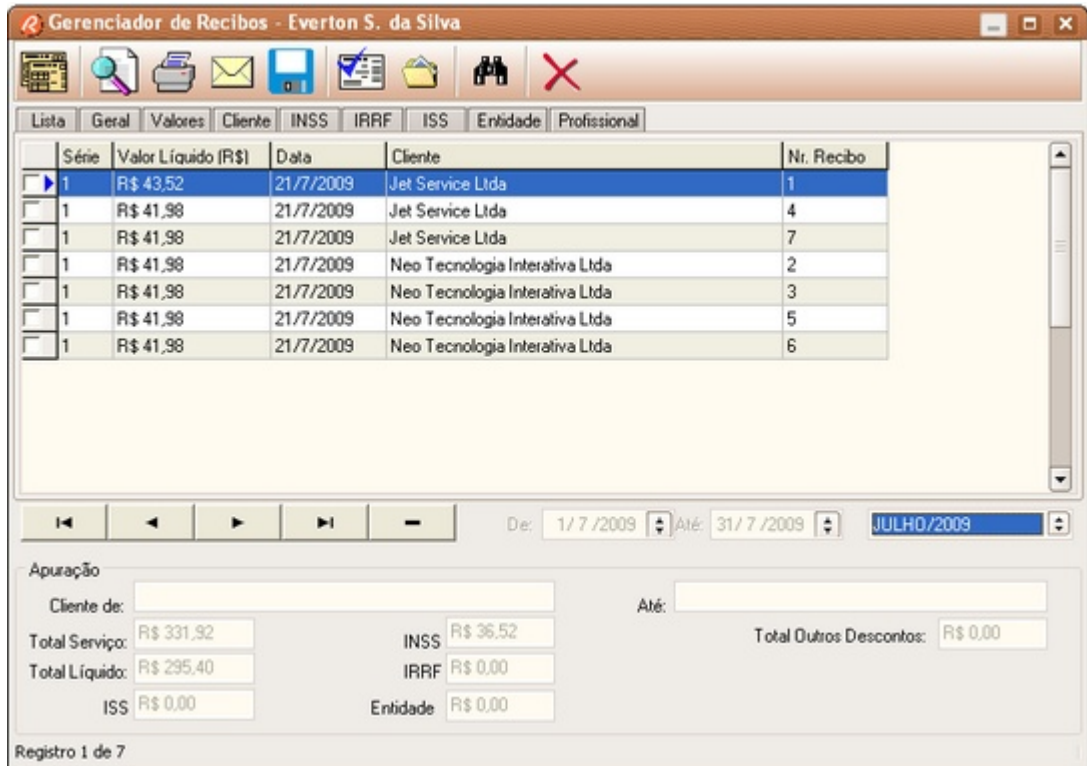 Gerenciador de Recibos - Everton S. da Silva
Lista Geral Valores Cliente INSS IRRF ISS Entidade Profissional
Série Valor Líquido (R$) Data Cliente Nr. Recibo
1 R$ 43,52 21/7/2009 Jet Service Ltda 1
1 R$ 41,98 21/7/2009 Jet Service Ltda 4
1 R$ 41,98 21/7/2009 Jet Service Ltda 7
1 R$ 41,98 21/7/2009 Neo Tecnologia Interativa Ltda 2
1 R$ 41,98 21/7/2009 Neo Tecnologia Interativa Ltda 3
1 R$ 41,98 21/7/2009 Neo Tecnologia Interativa Ltda 5
1 R$ 41,98 21/7/2009 Neo Tecnologia Interativa Ltda 6
De: 1/ 7 /2009 Até: 31/ 7 /2009 JULHO/2009
Apuração
Cliente de: Até:
Total Serviço: R$ 331,92 INSS R$ 36,52 Total Outros Descontos: R$ 0,00
Total Líquido: R$ 295,40 IRRF R$ 0,00
ISS R$ 0,00 Entidade R$ 0,00
Registro 1 de 7